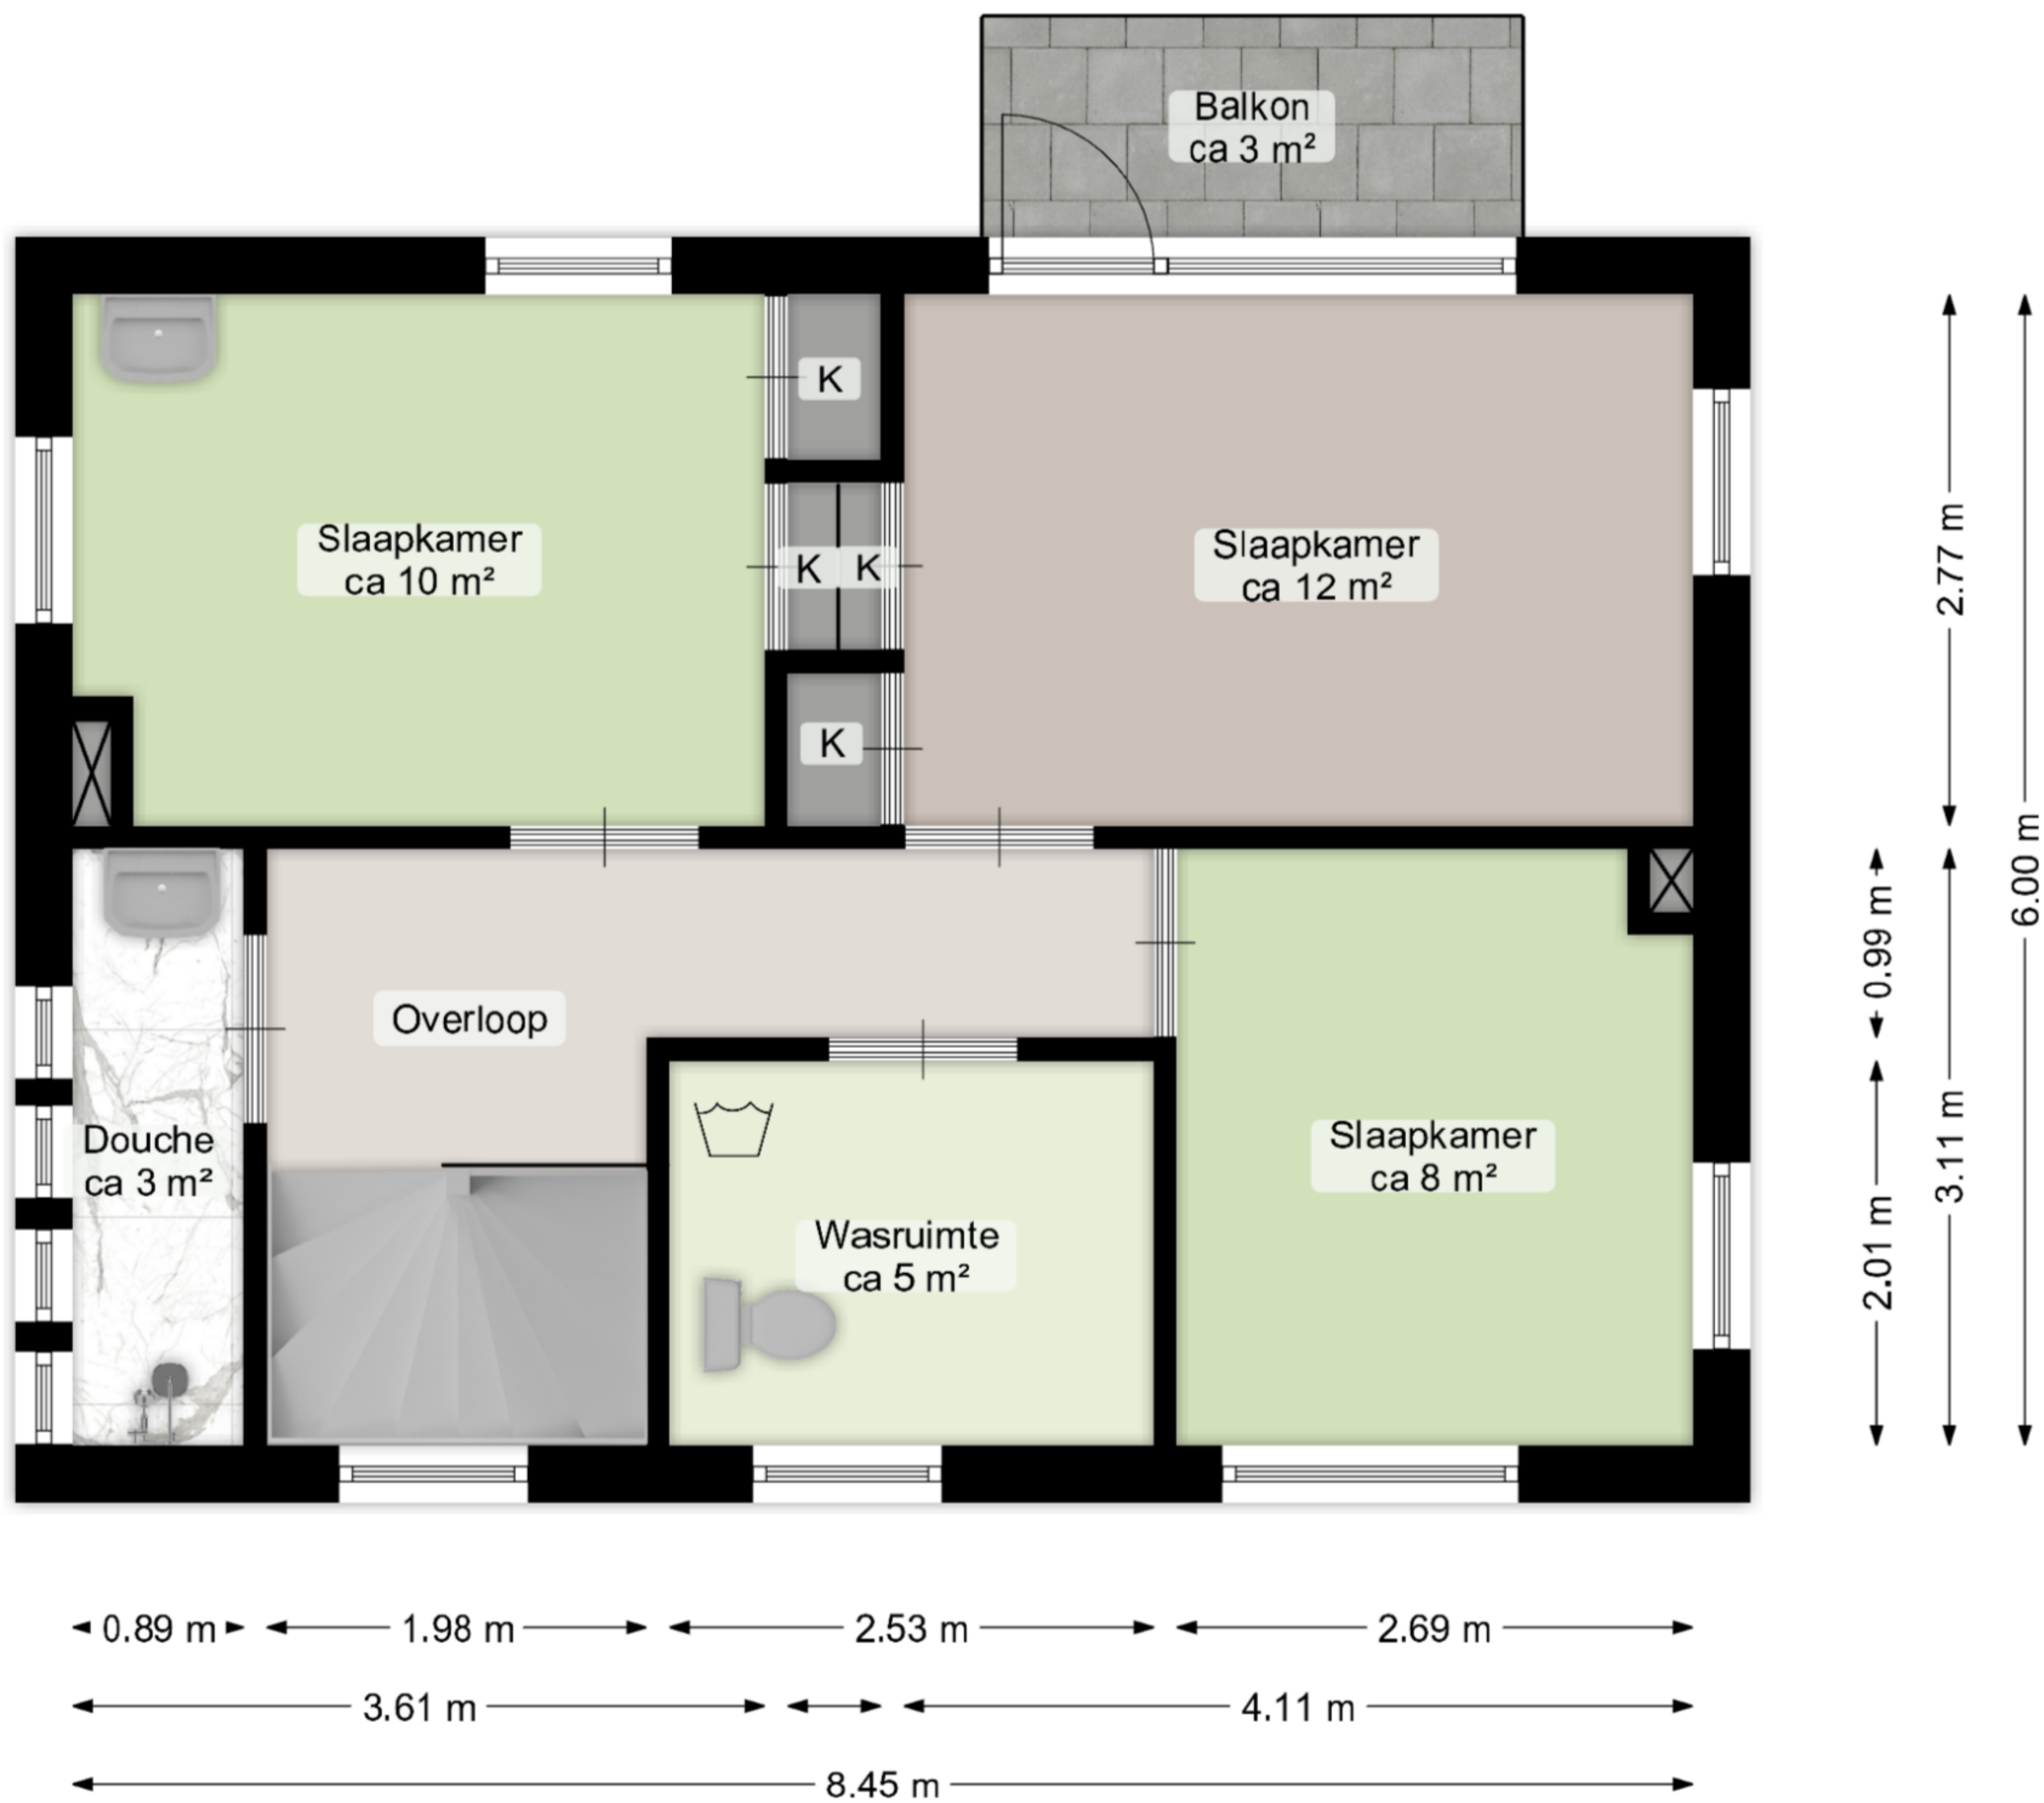 Balkon
ca 3 m²
K
Slaapkamer
ca 10 m²
K
K
Slaapkamer
ca 12 m²
K
2.77 m
6.00 m
0.99 m
Overloop
Douche
ca 3 m²
Slaapkamer
ca 8 m²
3.11 m
Wasruimte
ca 5 m²
2.01 m
0.89 m
1.98 m
2.53 m
2.69 m
3.61 m
4.11 m
8.45 m